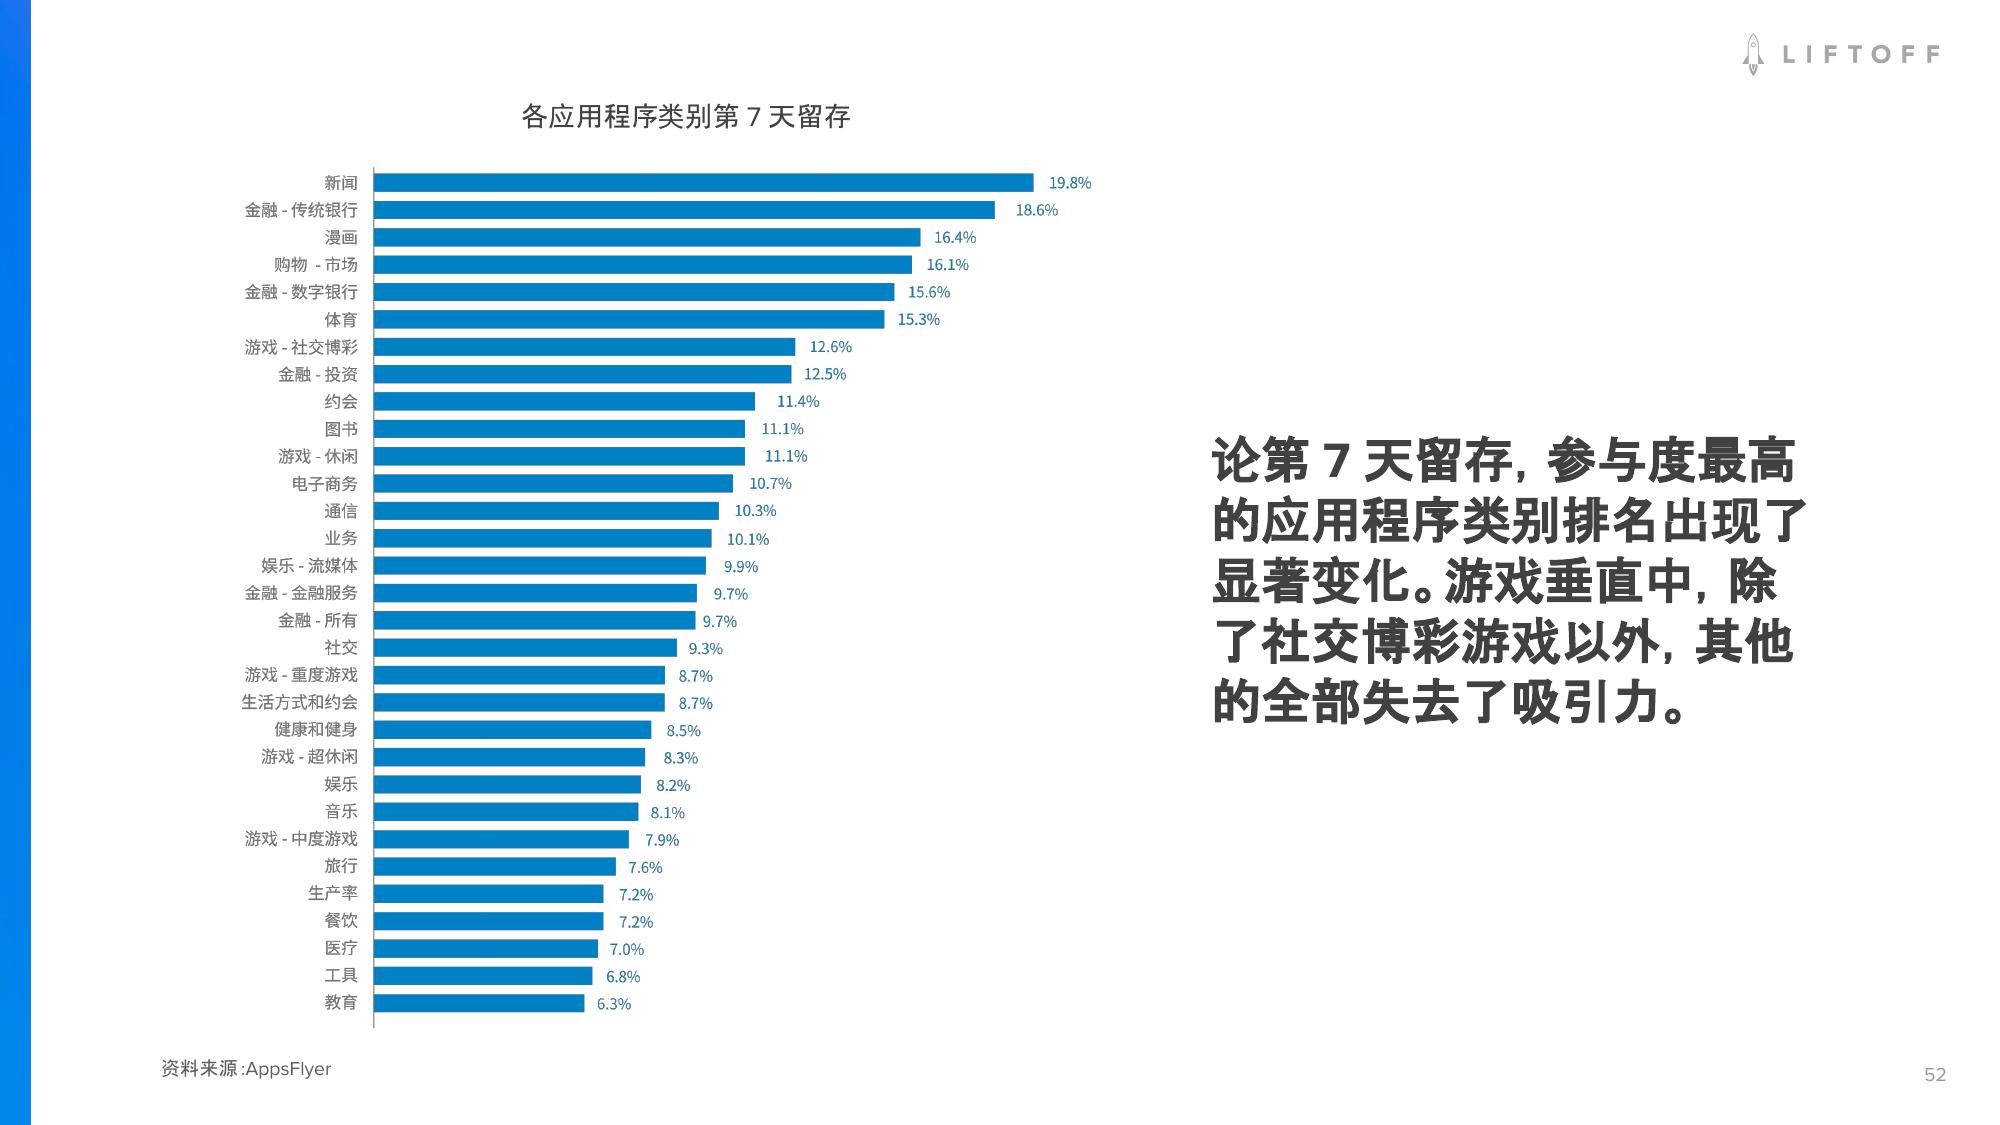 LIFTOFF
各应用程序类别第 7 天留存
新闻 19.8%
金融 - 传统银行 18.6%
漫画 16.4%
购物 - 市场 16.1%
金融 - 数字银行 15.6%
体育 15.3%
游戏 - 社交博彩 12.6%
金融 - 投资 12.5%
约会 11.4%
图书 11.1%
游戏 - 休闲 11.1%
电子商务 10.7%
通信 10.3%
业务 10.1%
娱乐 - 流媒体 9.9%
金融 - 金融服务 9.7%
金融 - 所有 9.7%
社交 9.3%
游戏 - 重度游戏 8.7%
生活方式和约会 8.7%
健康和健身 8.5%
游戏 - 超休闲 8.3%
娱乐 8.2%
音乐 8.1%
游戏 - 中度游戏 7.9%
旅行 7.6%
生产率 7.2%
餐饮 7.2%
医疗 7.0%
工具 6.8%
教育 6.3%
论第 7 天留存, 参与度最高
的应用程序类别排名出现了
显著变化。游戏垂直中, 除
了社交博彩游戏以外, 其他
的全部失去了吸引力。
资料来源:AppsFlyer
52